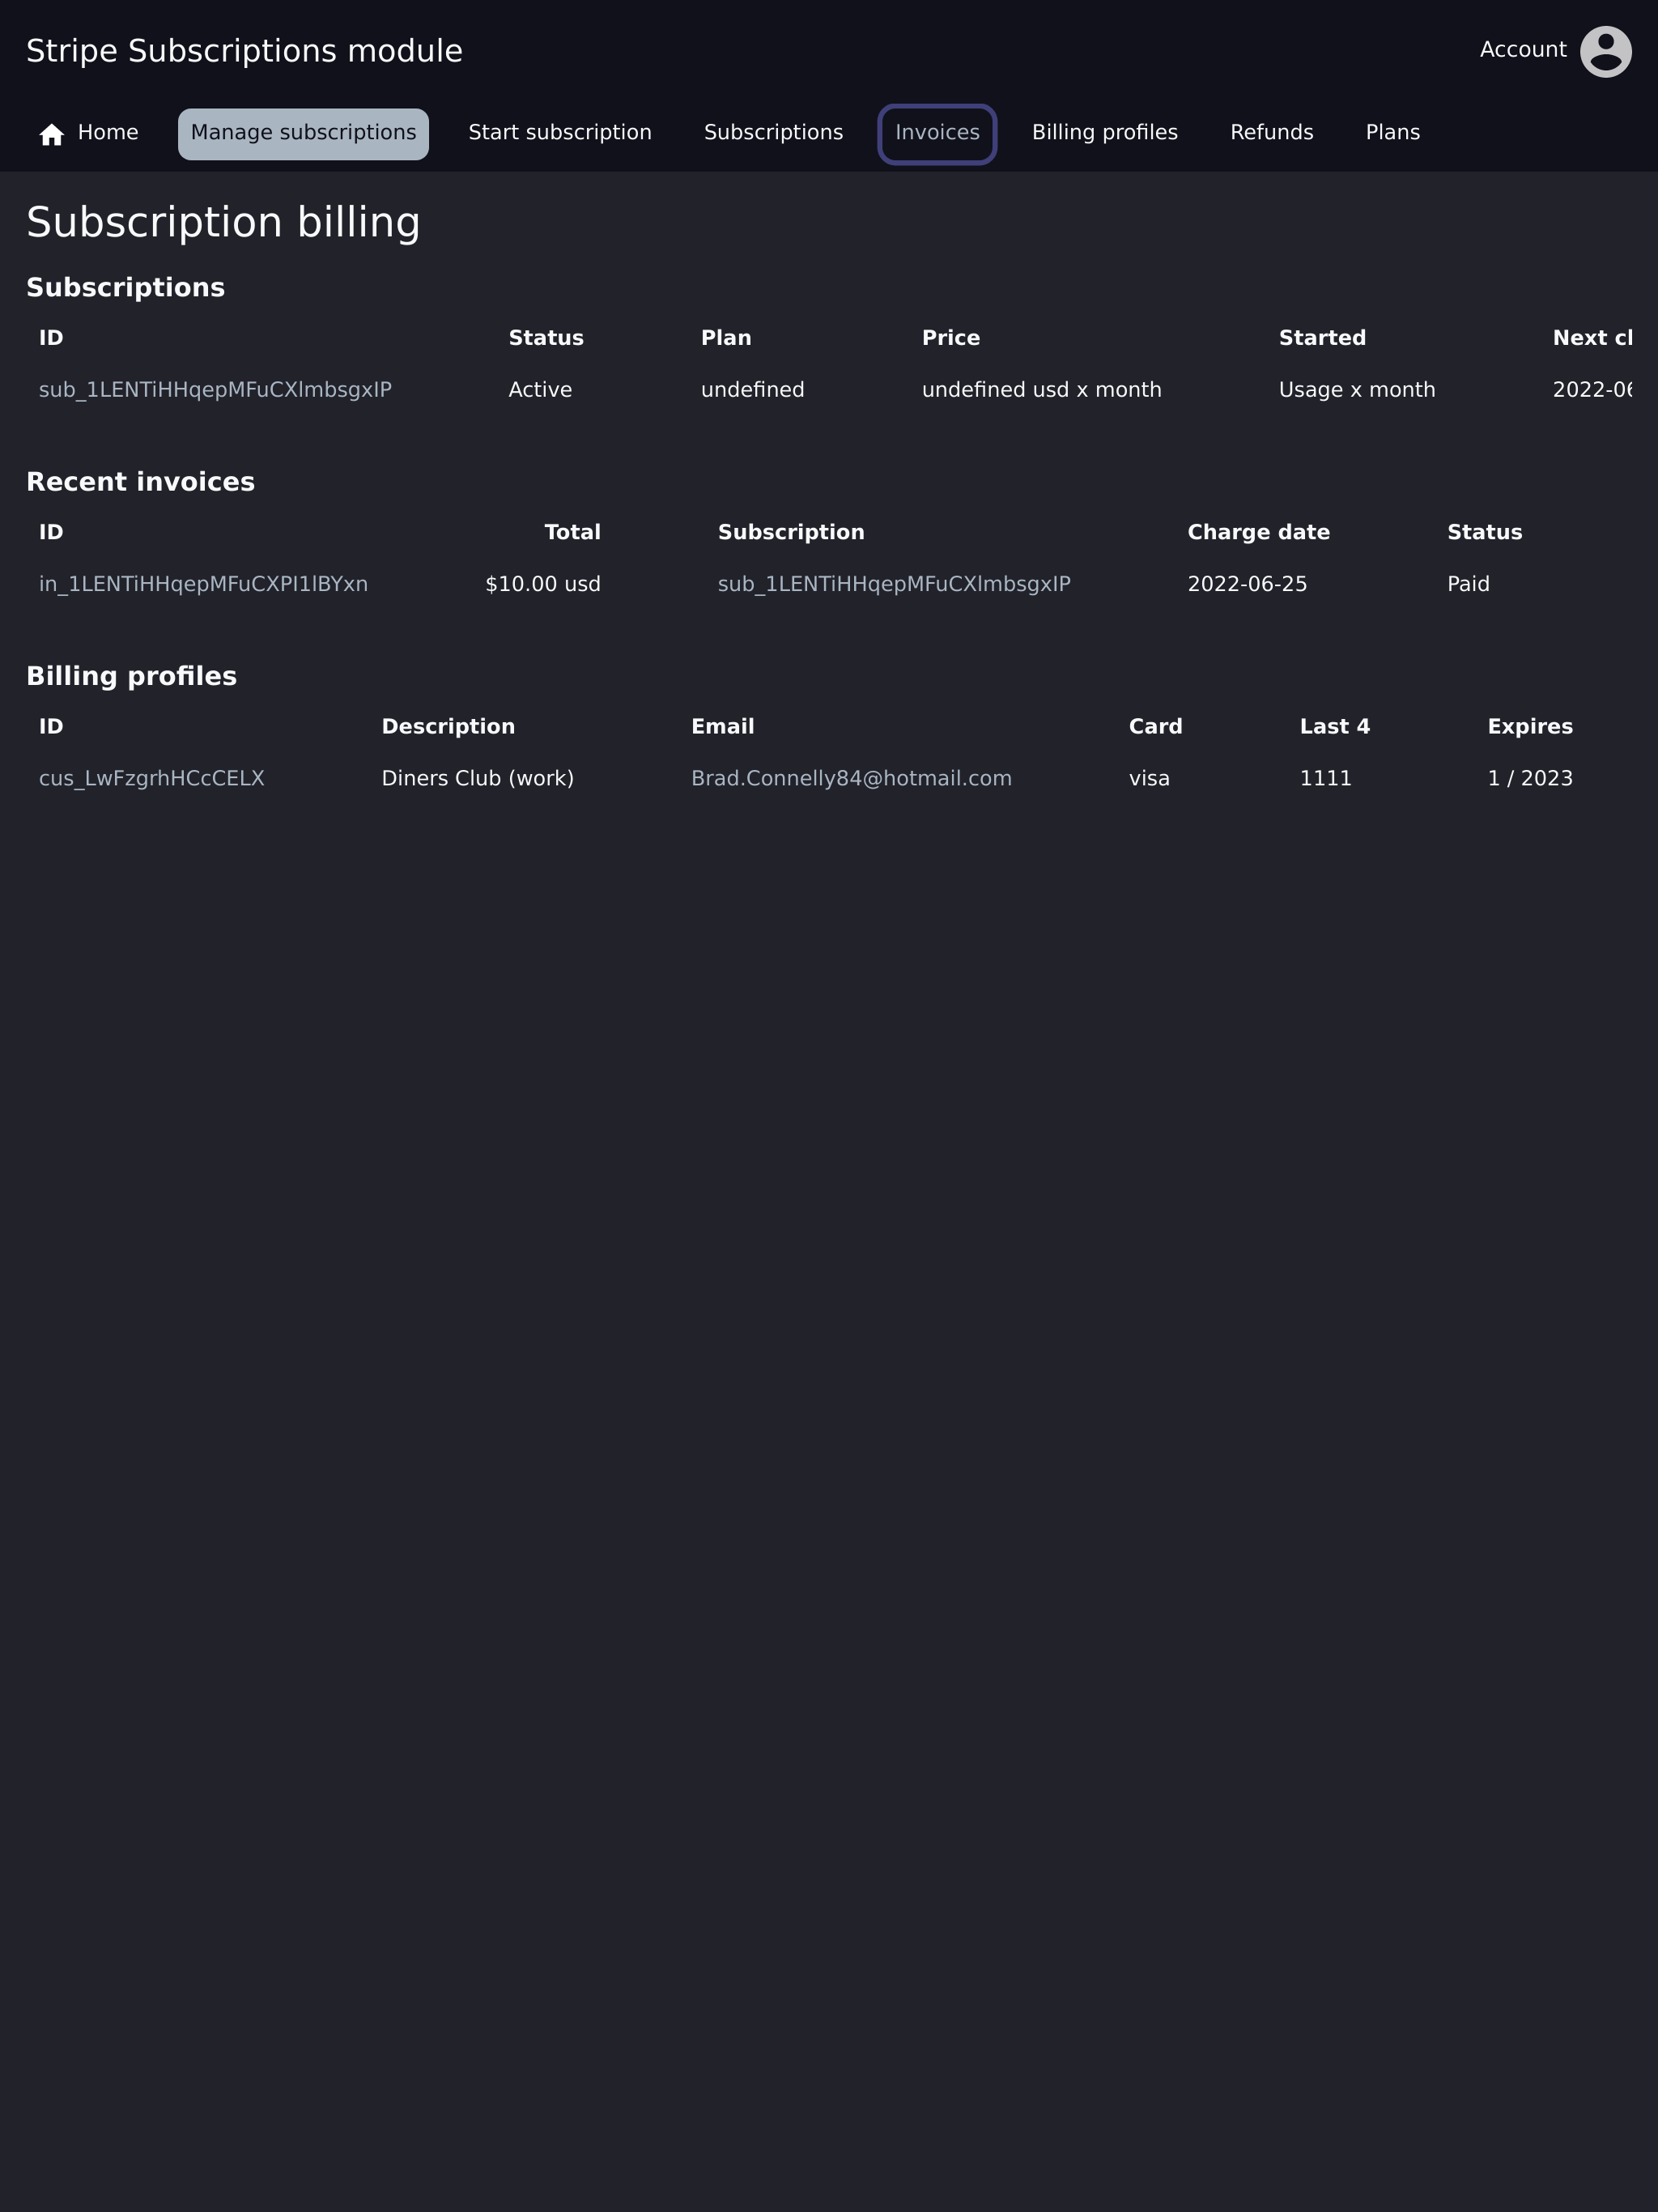 Stripe Subscriptions module
Account
Home Manage subscriptions Start subscription Subscriptions Invoices Billing profiles Refunds Plans
Subscription billing
Subscriptions
ID Status Plan Price Started Next
sub_1LENTiHHqepMFuCXlmbsgxIP Active undefined undefined usd x month Usage x month 2022-06
Recent invoices
ID Total Subscription Charge date Status
in_1LENTiHHqepMFuCXPI1lBYxn $10.00 usd sub_1LENTiHHqepMFuCXlmbsgxIP 2022-06-25 Paid
Billing profiles
ID Description Email Card Last 4 Expires
cus_LwFzgrhHCcCELX Diners Club (work) Brad.Connelly84@hotmail.com visa 1111 1 / 2023